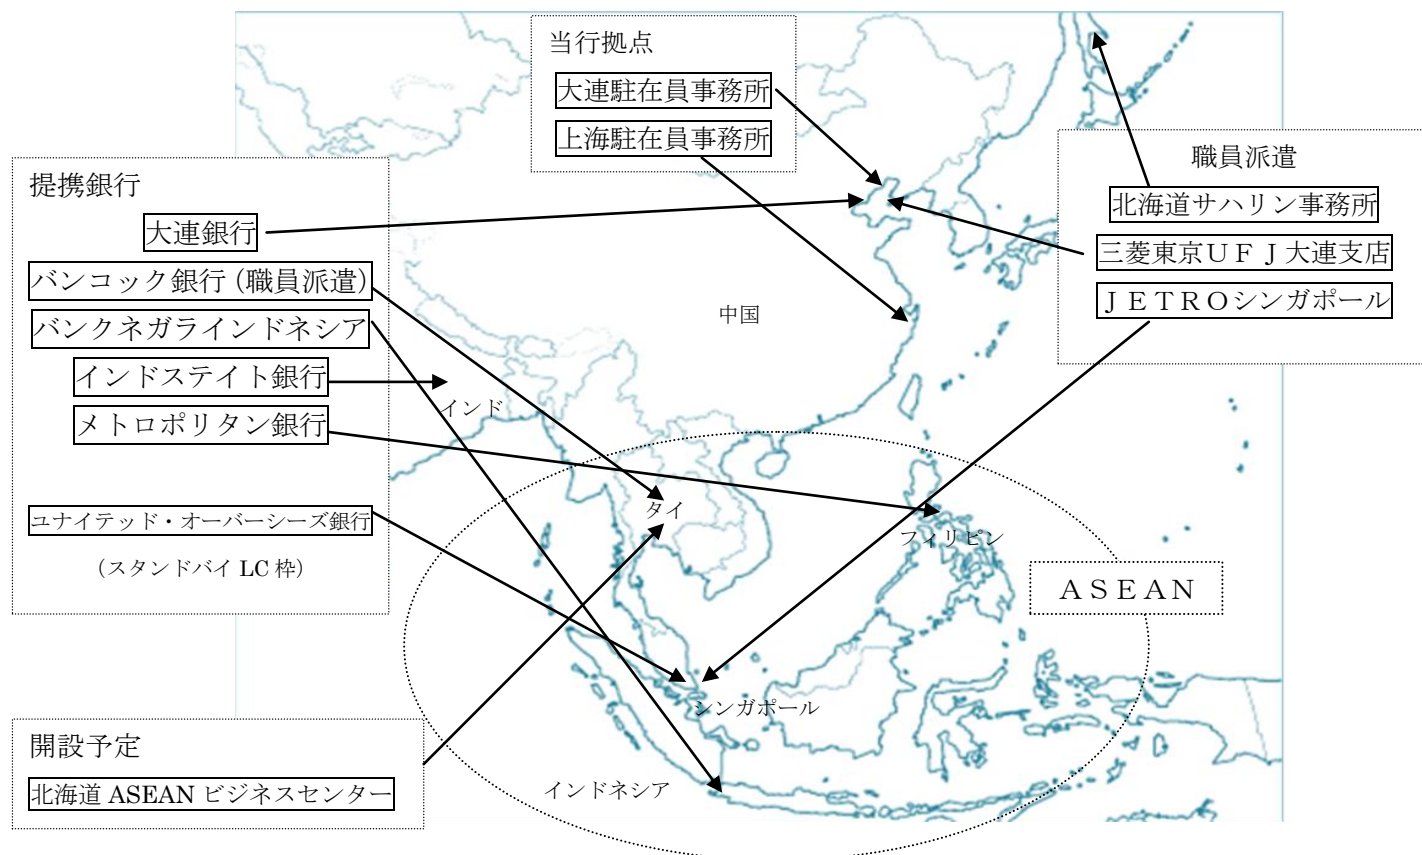 当行拠点
大連駐在員事務所
上海駐在員事務所
職員派遣
北海道サハリン事務所
三菱東京ＵＦＪ大連支店
ＪＥＴＲＯシンガポール
提携銀行
大連銀行
バンコック銀行（職員派遣）
バンクネガラインドネシア
インドステイト銀行
メトロポリタン銀行
ユナイテッド・オーバーシーズ銀行
（スタンドバイ LC 枠）
中国
インド
タイ
フィリピン
ＡＳＥＡＮ
シンガポール
インドネシア
開設予定
北海道 ASEAN ビジネスセンター